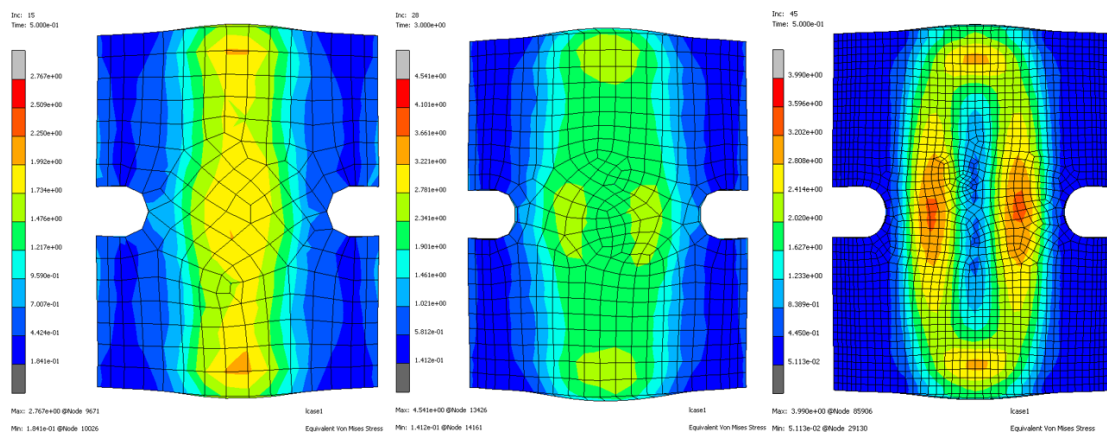 Inc: 15
Time: 5.000e-01
2.767e+00
2.509e+00
2.250e+00
1.992e+00
1.734e+00
1.476e+00
1.217e+00
9.590e-01
7.007e-01
4.424e-01
1.841e-01
Max: 2.767e+00 @Node 9671
Min: 1.841e-01 @Node 10026
lcase1
Equivalent Von Mises Stress
Inc: 28
Time: 3.000e+00
4.541e+00
4.101e+00
3.661e+00
3.221e+00
2.781e+00
2.341e+00
1.901e+00
1.461e+00
1.021e+00
5.812e-01
1.412e-01
Max: 4.541e+00 @Node 13426
Min: 1.412e-01 @Node 14161
lcase1
Equivalent Von Mises Stress
Inc: 45
Time: 5.000e-01
3.990e+00
3.596e+00
3.202e+00
2.808e+00
2.414e+00
2.020e+00
1.627e+00
1.233e+00
8.389e-01
4.450e-01
5.113e-02
Max: 3.990e+00 @Node 85906
Min: 5.113e-02 @Node 29130
lcase1
Equivalent Von Mises Stress